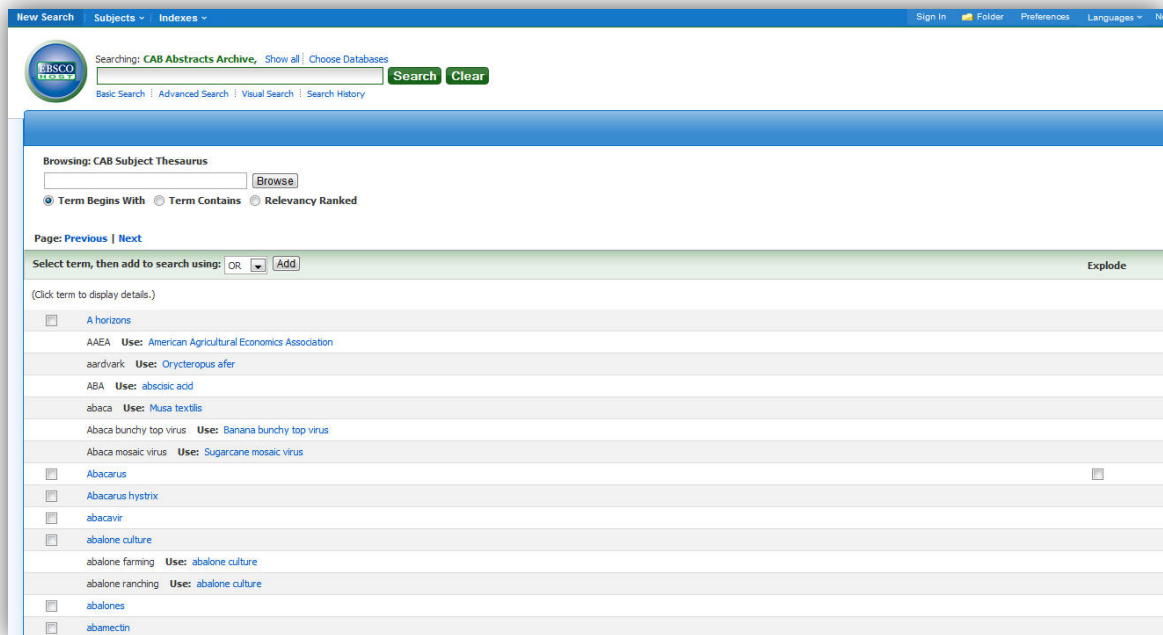 New Search Subjects Indexes Sign In Folder Preferences Languages
EBSCO
HOST
Searching: CAB Abstracts Archive, Show all Choose Databases
Search Clear
Basic Search Advanced Search Visual Search Search History
Browsing: CAB Subject Thesaurus
Browse
Term Begins With Term Contains Relevancy Ranked
Page: Previous | Next
Select term, then add to search using: OR Add Explode
(Click term to display details.)
A horizons
AAEA Use: American Agricultural Economics Association
aardvark Use: Orycteropus afer
ABA Use: abscisic acid
abaca Use: Musa textilis
Abaca bunchy top virus Use: Banana bunchy top virus
Abaca mosaic virus Use: Sugarcane mosaic virus
Abacarus
Abacarus hystrix
abacavir
abalone culture
abalone farming Use: abalone culture
abalone ranching Use: abalone culture
abalones
abamectin